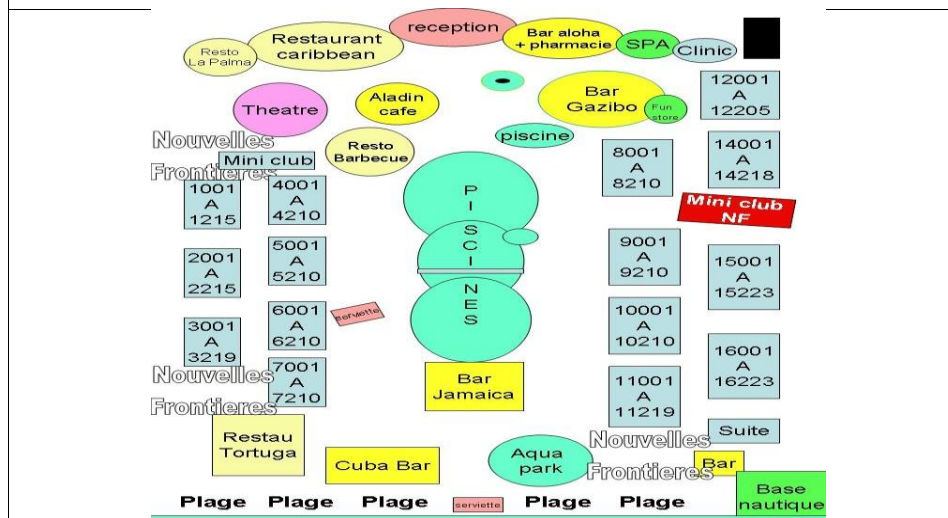 reception
Restaurant
caribbean
Resto
La Palma
Bar aloha
+ pharmacie
SPA
Clinic
Theatre
Aladin
cafe
Bar
Gazibo
Fun
store
12001
A
12205
piscine
Nouvelles
Frontieres
Mini club
Resto
Barbecue
8001
A
8210
14001
A
14218
Mini club
NF
1001
A
1215
4001
A
4210
PI
SCI
NES
2001
A
2215
5001
A
5210
9001
A
9210
15001
A
15223
3001
A
3219
6001
A
6210
serviette
10001
A
10210
16001
A
16223
Nouvelles
Frontieres
7001
A
7210
Bar
Jamaica
11001
A
11219
Suite
Restau
Tortuga
Cuba Bar
Aqua
park
Nouvelles
Frontieres
Bar
Base
nautique
Plage
Plage
Plage
serviette
Plage
Plage